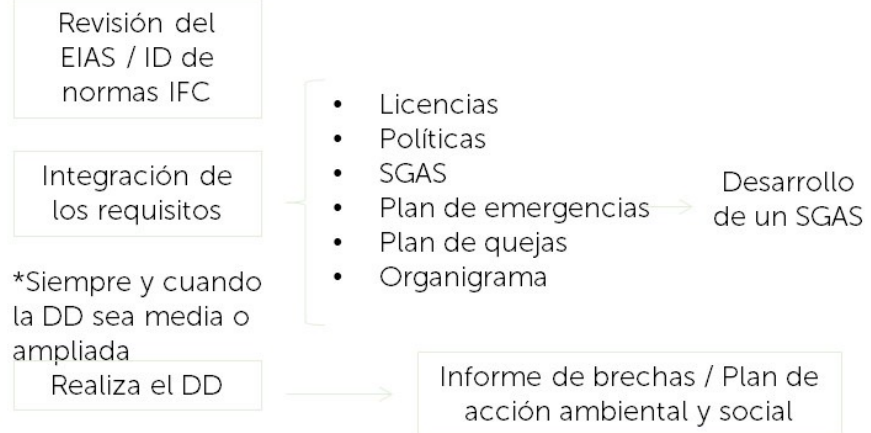 Revisión del
EIAS / ID de
normas IFC
Integración de
los requisitos
*Siempre y cuando
la DD sea media o
ampliada
Realiza el DD
• Licencias
• Políticas
• SGAS
• Plan de emergencias
• Plan de quejas
• Organigrama
Desarrollo
de un SGAS
Informe de brechas / Plan de
acción ambiental y social